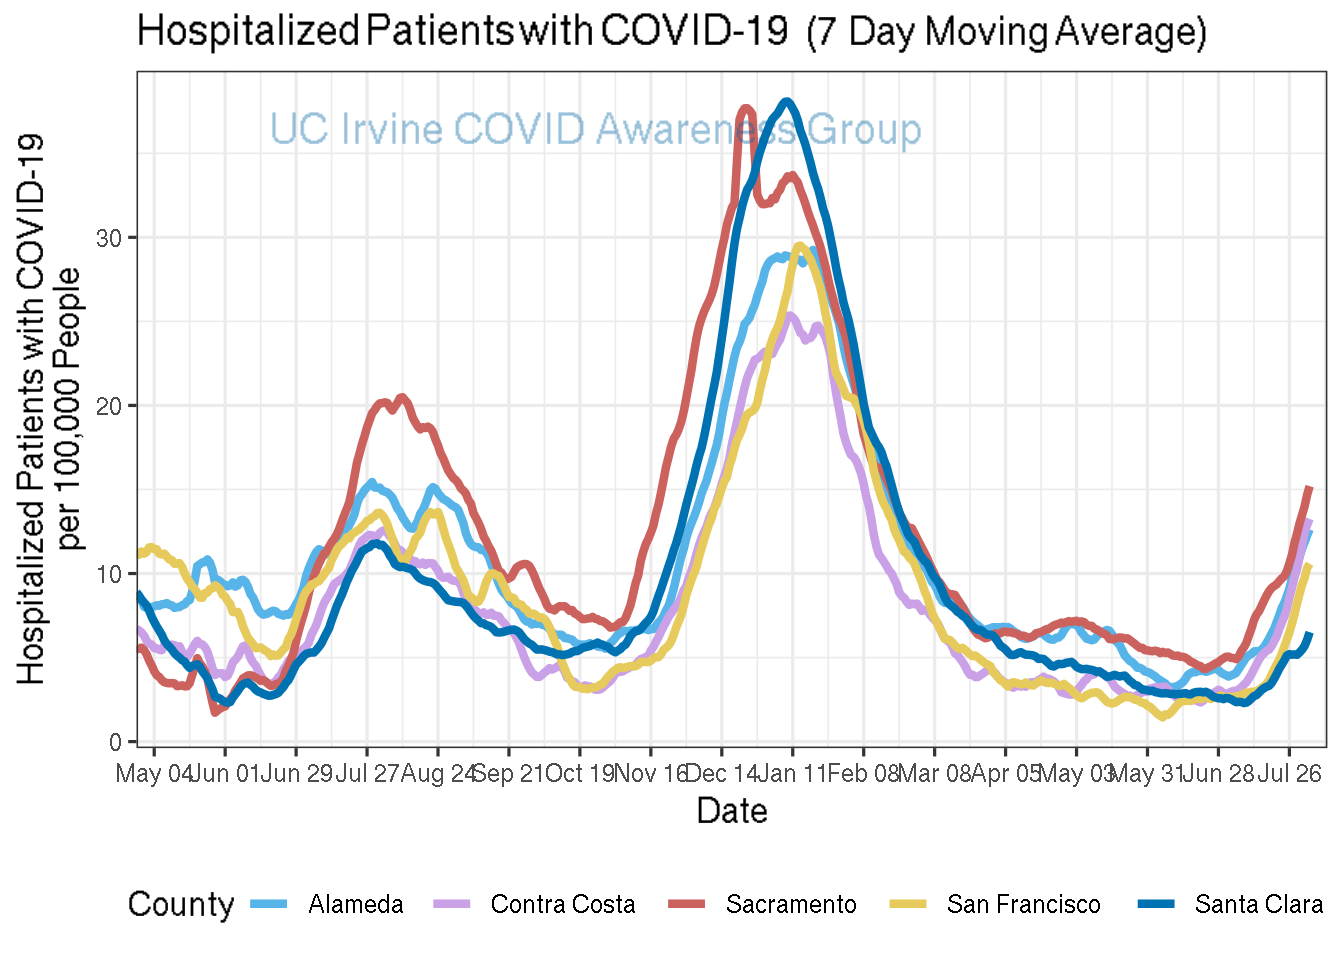 Hospitalized Patients with COVID-19 (7 Day Moving Average)
UC Irvine COVID Awareness Group
Hospitalized Patients with COVID-19
per 100,000 People
30
20
10
0
May 04 Jun 01 Jun 29 Jul 27 Aug 24 Sep 21 Oct 19 Nov 16 Dec 14 Jan 11 Feb 08 Mar 08 Apr 05 May 03 May 31 Jun 28 Jul 26
Date
County Alameda Contra Costa Sacramento San Francisco Santa Clara